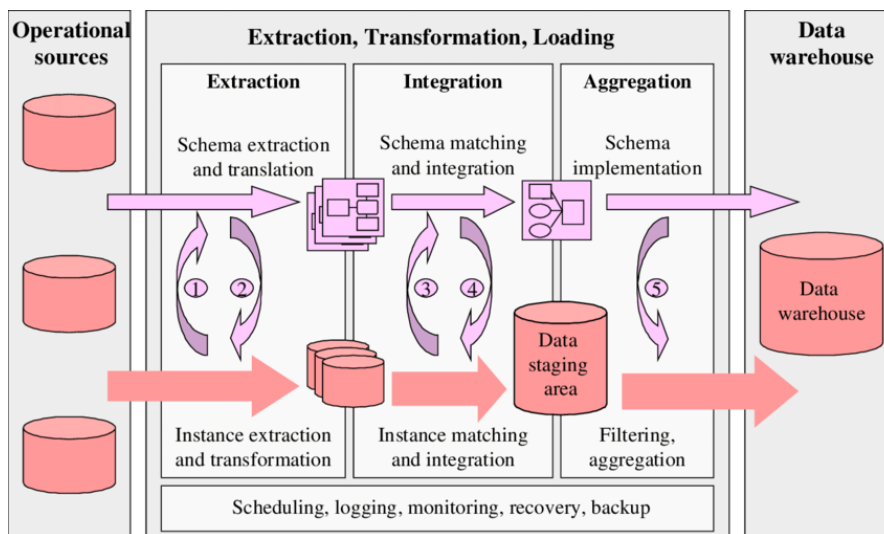 Operational
sources
Extraction, Transformation, Loading
Data
warehouse
Extraction
Integration
Aggregation
Schema extraction
and translation
Schema matching
and integration
Schema
implementation
1
2
3
4
5
Data
warehouse
Data
staging
area
Instance extraction
and transformation
Instance matching
and integration
Filtering,
aggregation
Scheduling, logging, monitoring, recovery, backup